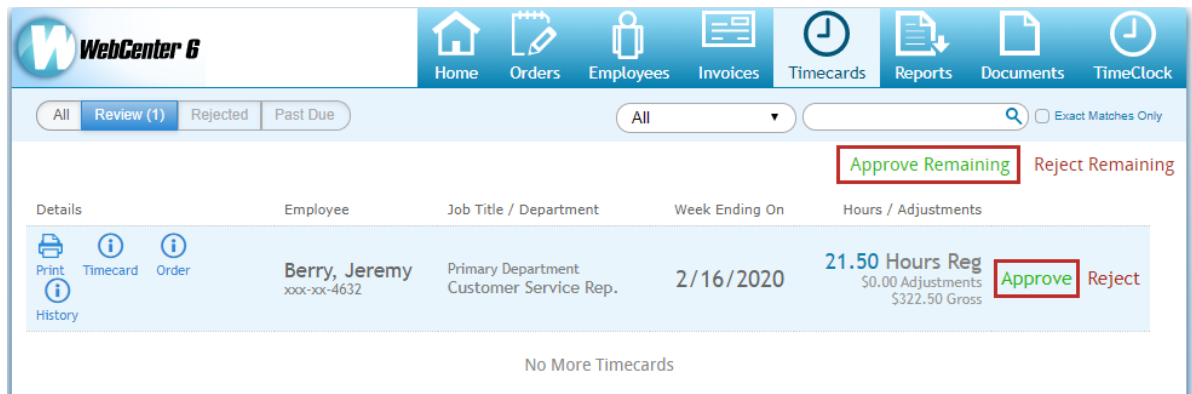 WebCenter 6
Home Orders Employees Invoices Timecards Reports Documents TimeClock
All Review (1) Rejected Past Due All Exact Matches Only
Approve Remaining Reject Remaining
Details Employee Job Title / Department Week Ending On Hours / Adjustments
Print Timecard Order
History
Berry, Jeremy
xxx-xx-4632
Primary Department
Customer Service Rep.
2/16/2020
21.50 Hours Reg
$0.00 Adjustments
$322.50 Gross
Approve Reject
No More Timecards